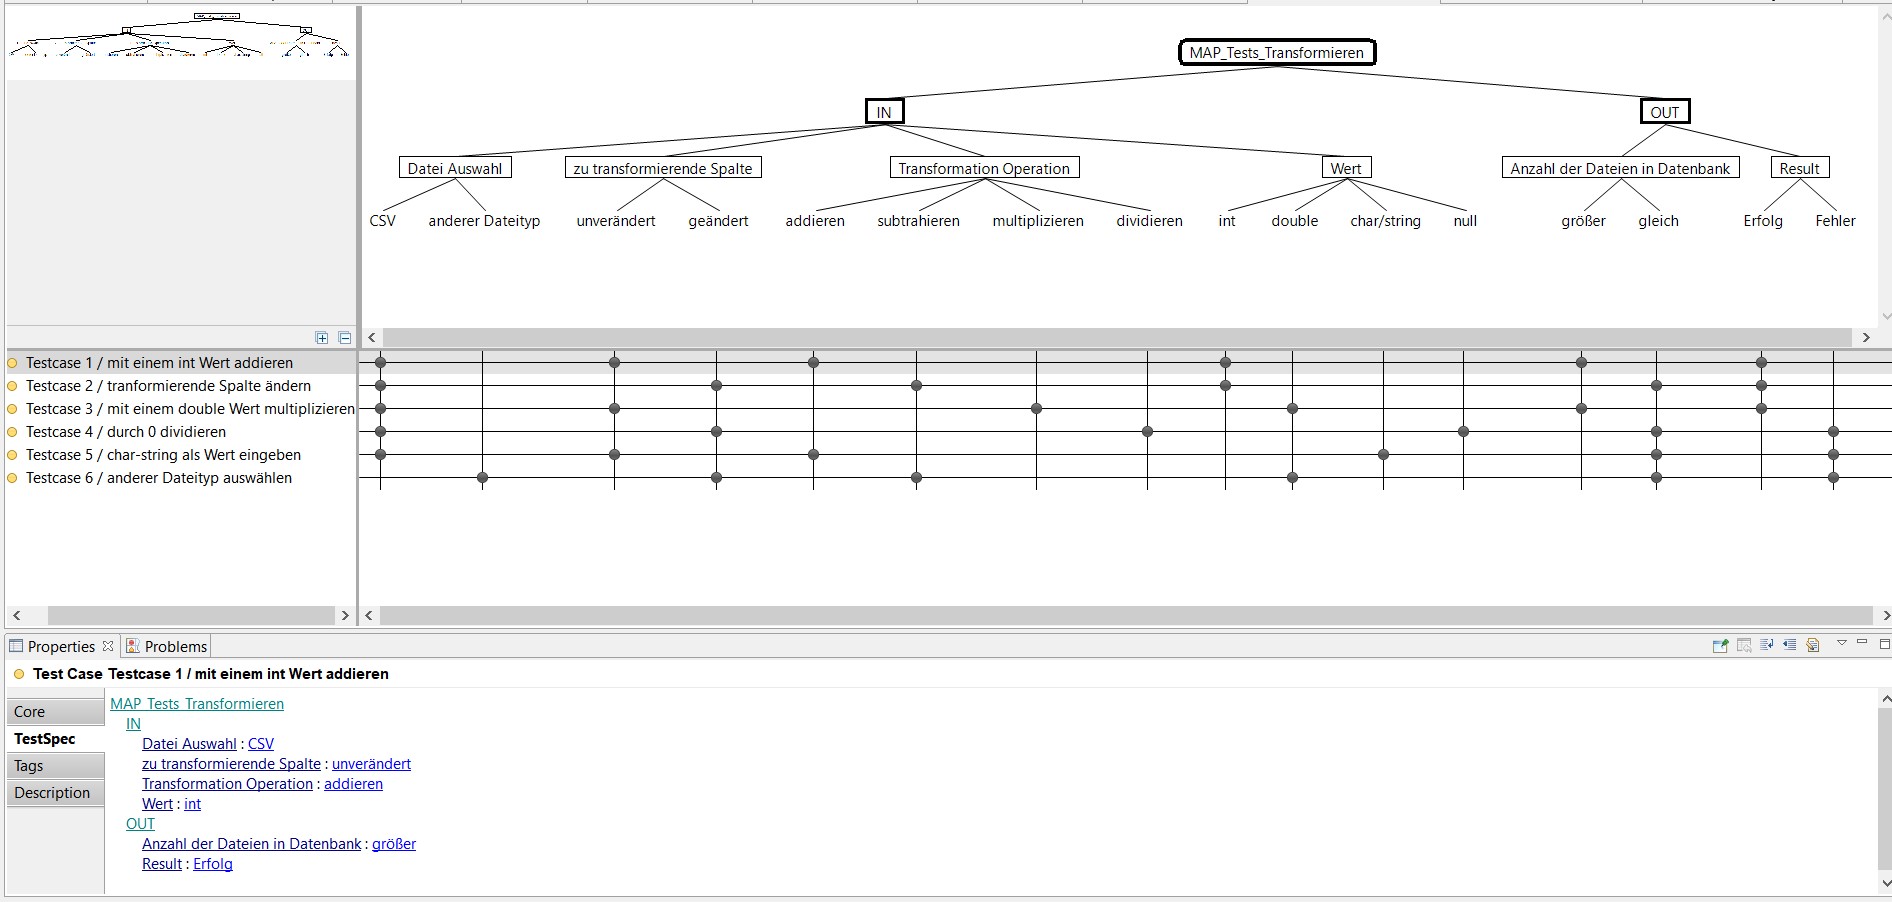 MAP_Tests_Transformieren
IN
OUT
Datei Auswahl
zu transformierende Spalte
Transformation Operation
Wert
Anzahl der Dateien in Datenbank
Result
CSV
anderer Dateityp
unverändert
geändert
addieren
subtrahieren
multiplizieren
dividieren
int
double
char/string
null
größer
gleich
Erfolg
Fehler
Testcase 1 / mit einem int Wert addieren
Testcase 2 / tranformierende Spalte ändern
Testcase 3 / mit einem double Wert multiplizieren
Testcase 4 / durch 0 dividieren
Testcase 5 / char-string als Wert eingeben
Testcase 6 / anderer Dateityp auswählen
Properties
Problems
Test Case Testcase 1 / mit einem int Wert addieren
Core
TestSpec
Tags
Description
MAP_Tests_Transformieren
IN
Datei Auswahl : CSV
zu transformierende Spalte : unverändert
Transformation Operation : addieren
Wert : int
OUT
Anzahl der Dateien in Datenbank : größer
Result : Erfolg